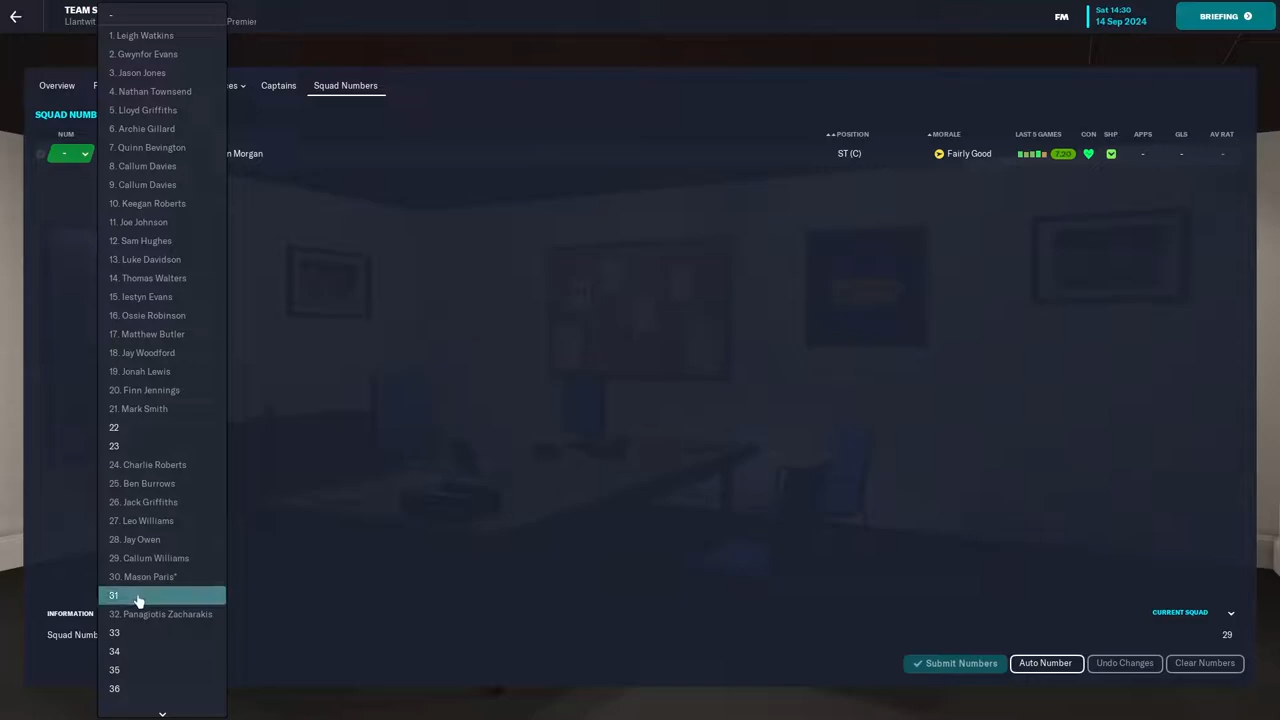 TEAM S
Llantwit
Premier
FM
Sat 14:30
14 Sep 2024
BRIEFING
Overview
P
ces
Captains
Squad Numbers
SQUAD NUMB
NUM
POSITION
MORALE
LAST 5 GAMES
CON
SHP
APPS
GLS
AV RAT
-
n Morgan
ST (C)
Fairly Good
7.20
-
-
-
-
1. Leigh Watkins
2. Gwynfor Evans
3. Jason Jones
4. Nathan Townsend
5. Lloyd Griffiths
6. Archie Gillard
7. Quinn Bevington
8. Callum Davies
9. Callum Davies
10. Keegan Roberts
11. Joe Johnson
12. Sam Hughes
13. Luke Davidson
14. Thomas Walters
15. Iestyn Evans
16. Ossie Robinson
17. Matthew Butler
18. Jay Woodford
19. Jonah Lewis
20. Finn Jennings
21. Mark Smith
22
23
24. Charlie Roberts
25. Ben Burrows
26. Jack Griffiths
27. Leo Williams
28. Jay Owen
29. Callum Williams
30. Mason Paris*
31
32. Panagiotis Zacharakis
33
34
35
36
INFORMATION
CURRENT SQUAD
Squad Numb
29
Submit Numbers
Auto Number
Undo Changes
Clear Numbers